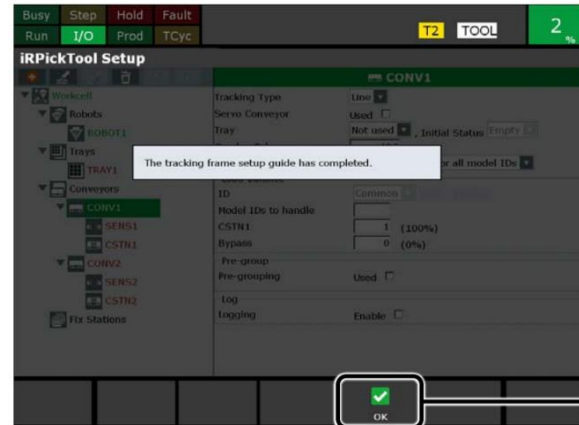 Busy Step Hold Fault
Run I/O Prod TCyc
T2 TOOL 2 %
iRPickTool Setup
CONV1
Workcell
Robots
ROBOT1
Trays
TRAY1
Conveyors
CONV1
SENS1
CSTN1
CONV2
SENS2
CSTN2
Fix Stations
Tracking Type Line
Servo Conveyor Used
Tray Not used , Initial Status Empty
The tracking frame setup guide has completed.
or all model IDs
ID Common
Model IDs to handle
CSTN1 1 (100%)
Bypass 0 (0%)
Pre-group
Pre-grouping Used
Log
Logging Enable
OK